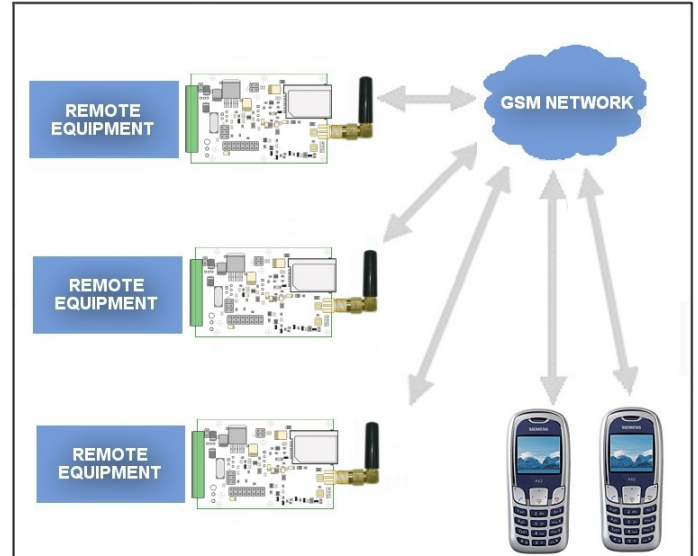 REMOTE
EQUIPMENT
GSM NETWORK
REMOTE
EQUIPMENT
REMOTE
EQUIPMENT
SIEMENS
SIEMENS